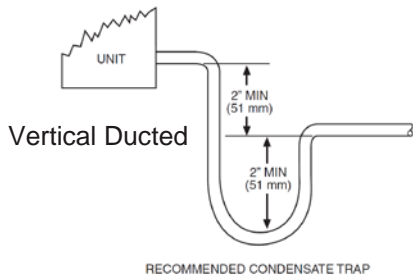 UNIT
2" MIN
(51 mm)
Vertical Ducted
2" MIN
(51 mm)
RECOMMENDED CONDENSATE TRAP